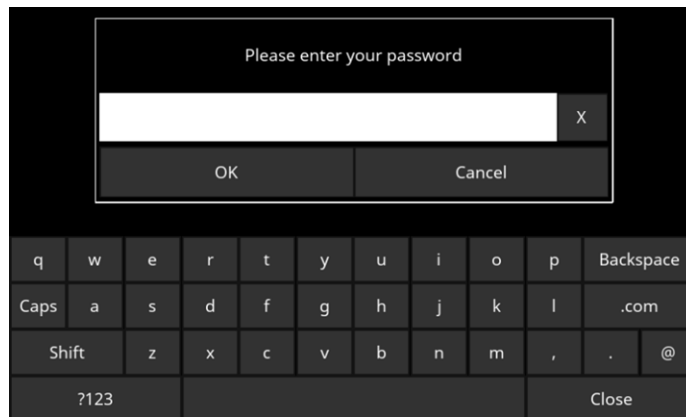 Please enter your password
X
OK Cancel
q w e r t y u i o p Backspace
Caps a s d f g h j k l .com
Shift z x c v b n m , . @
?123 Close